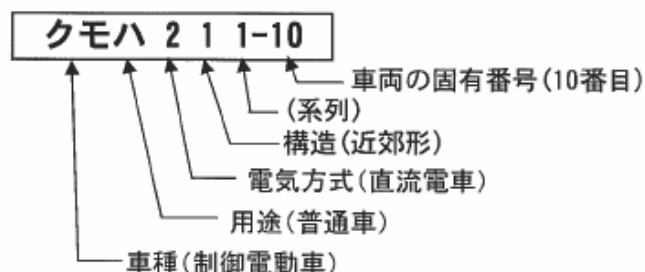 クモハ 2 1 1-10
車両の固有番号(10番目)
(系列)
構造(近郊形)
電気方式(直流電車)
用途(普通車)
車種(制御電動車)